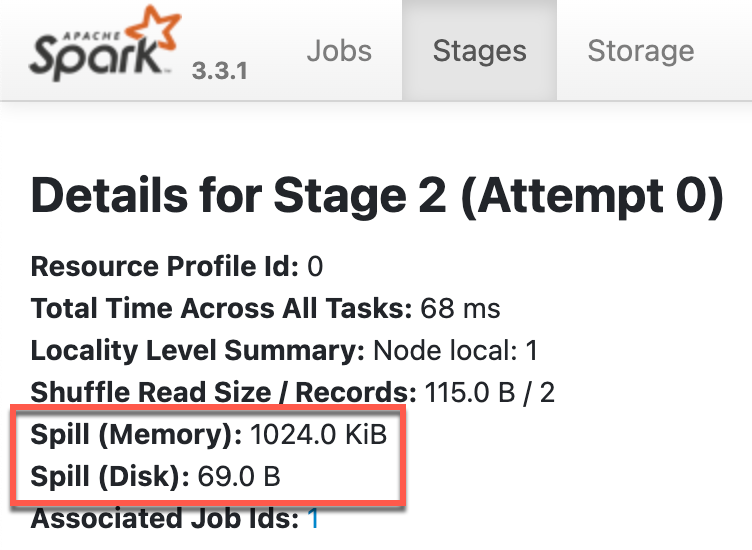 APACHE
Spark™ 3.3.1 Jobs Stages Storage
Details for Stage 2 (Attempt 0)
Resource Profile Id: 0
Total Time Across All Tasks: 68 ms
Locality Level Summary: Node local: 1
Shuffle Read Size / Records: 115.0 B / 2
Spill (Memory): 1024.0 KiB
Spill (Disk): 69.0 B
Associated Job Ids: 1